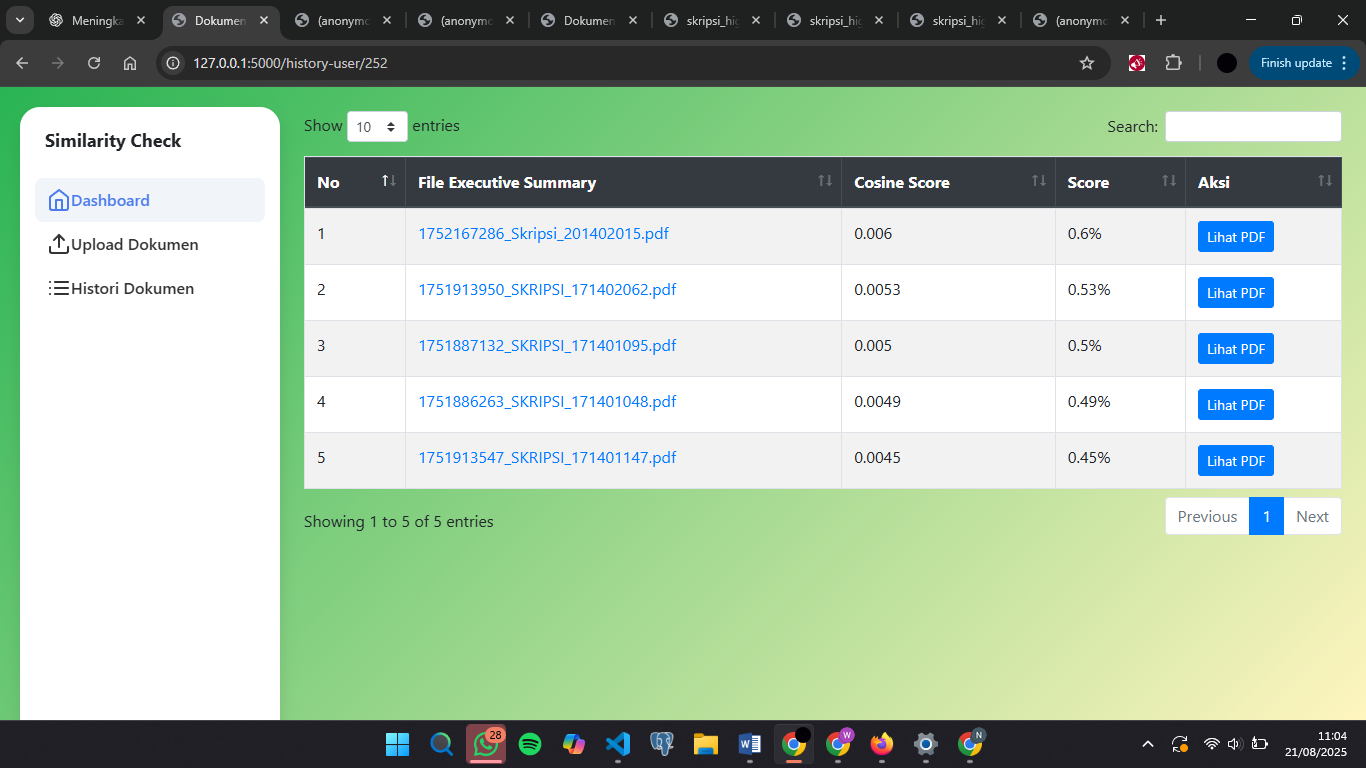 Meningka
Dokumen
(anonymo
(anonymo
Dokumen
skripsi_hig
skripsi_hig
skripsi_hig
(anonymo
127.0.0.1:5000/history-user/252
Finish update
Similarity Check
Dashboard
Upload Dokumen
Histori Dokumen
Show 10 entries
Search:
No File Executive Summary Cosine Score Score Aksi
1 1752167286_Skripsi_201402015.pdf 0.006 0.6% Lihat PDF
2 1751913950_SKRIPSI_171402062.pdf 0.0053 0.53% Lihat PDF
3 1751887132_SKRIPSI_171401095.pdf 0.005 0.5% Lihat PDF
4 1751886263_SKRIPSI_171401048.pdf 0.0049 0.49% Lihat PDF
5 1751913547_SKRIPSI_171401147.pdf 0.0045 0.45% Lihat PDF
Showing 1 to 5 of 5 entries
Previous 1 Next
28
W
N
11:04
21/08/2025